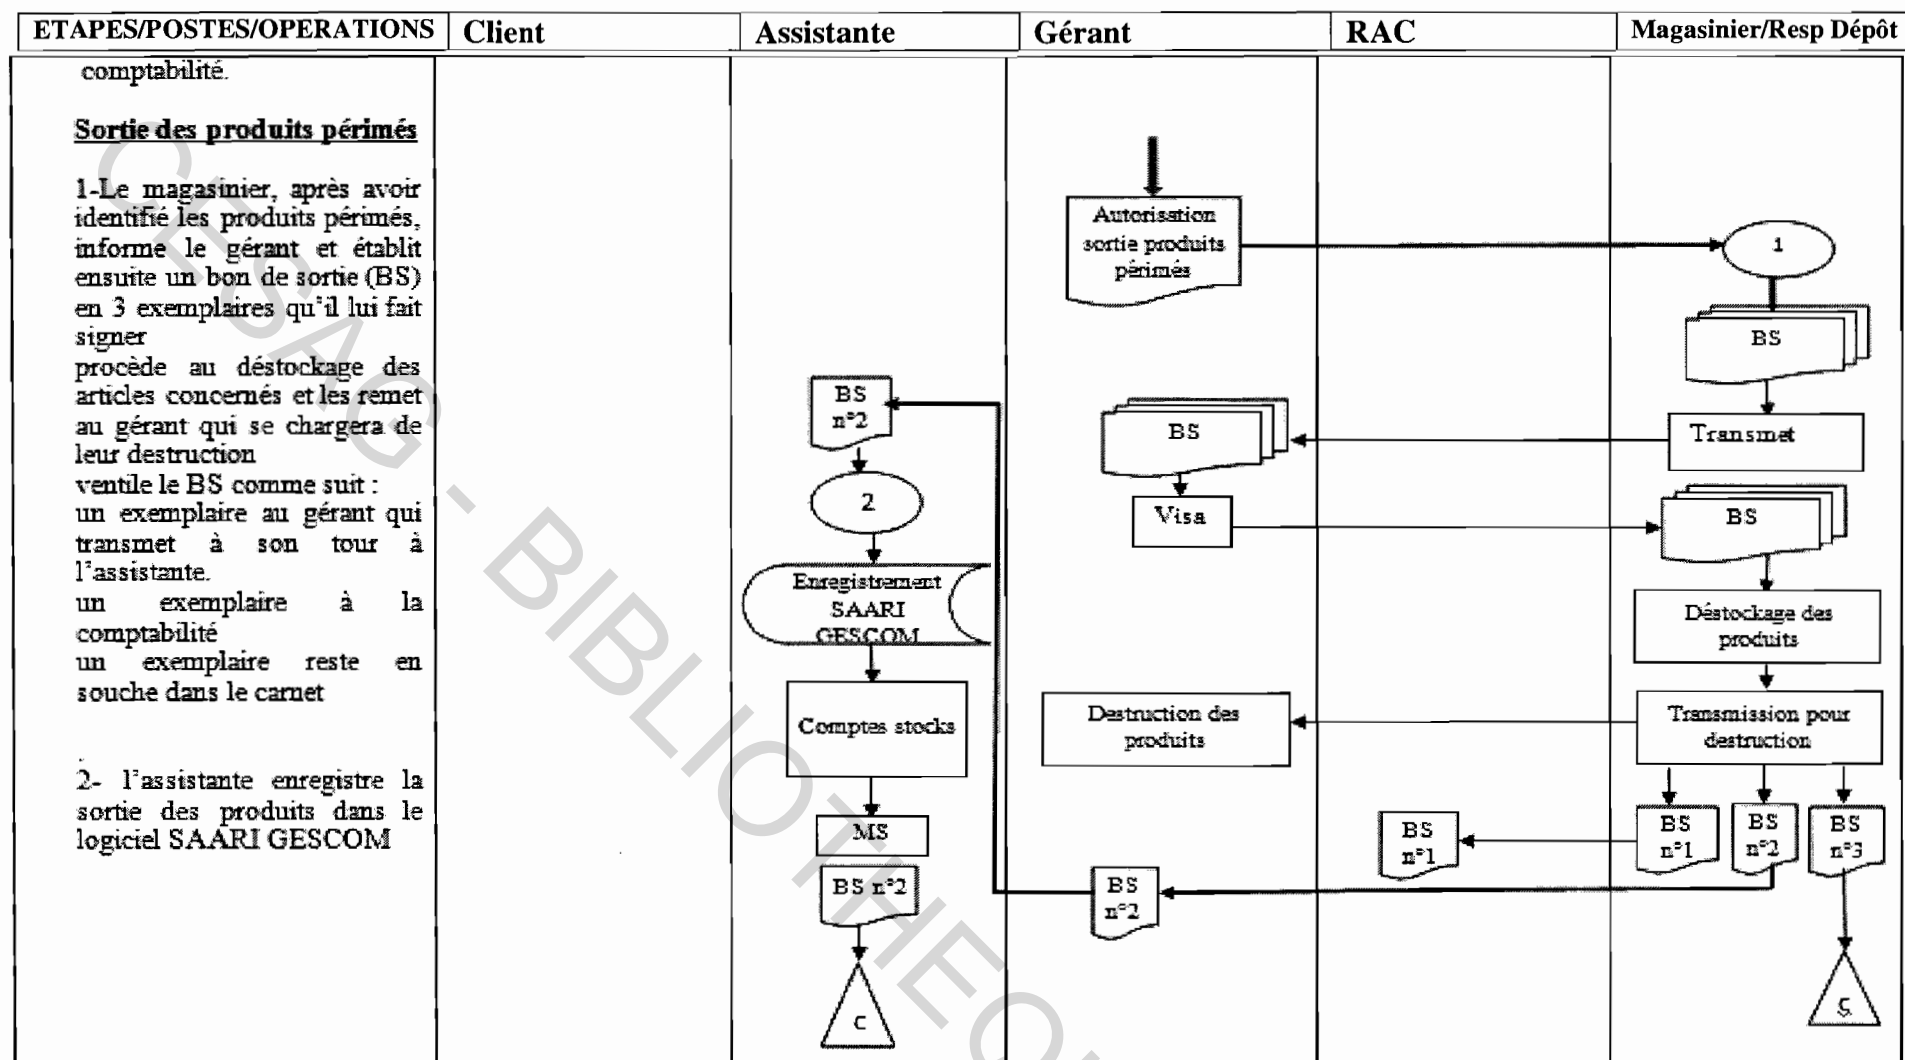 ETAPES/POSTES/OPERATIONS
Client
Assistante
Gérant
RAC
Magasinier/Resp Dépôt
comptabilité.
Sortie des produits périmés
1-Le magasinier, après avoir
identifié les produits périmés,
informe le gérant et établit
ensuite un bon de sortie (BS)
en 3 exemplaires qu'il lui fait
signer
procède au déstockage des
articles concernés et les remet
au gérant qui se chargera de
leur destruction
ventile le BS comme suit :
un exemplaire au gérant qui
transmet à son tour à
l'assistante.
un exemplaire à la
comptabilité
un exemplaire reste en
souche dans le carnet
.
2- l'assistante enregistre la
sortie des produits dans le
logiciel SAARI GESCOM
BS
n°2
2
Enregistrement
SAARI
GESCOM
Comptes stocks
MS
BS n°2
C
Autorisation
sortie produits
périmés
BS
Visa
Destruction des
produits
BS
n°2
BS
n°1
1
BS
Transmet
BS
Déstockage des
produits
Transmission pour
destruction
BS
n°1
BS
n°2
BS
n°3
C
CESAG - BIBLIOTHEQ